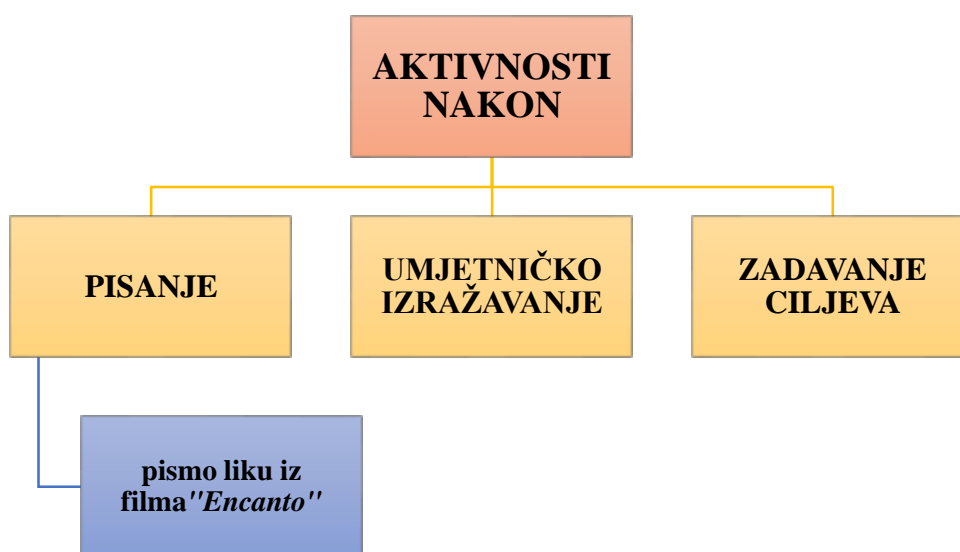 AKTIVNOSTI
NAKON
PISANJE
UMJETNIČKO
IZRAŽAVANJE
ZADAVANJE
CILJEVA
pismo liku iz
filma"Encanto"